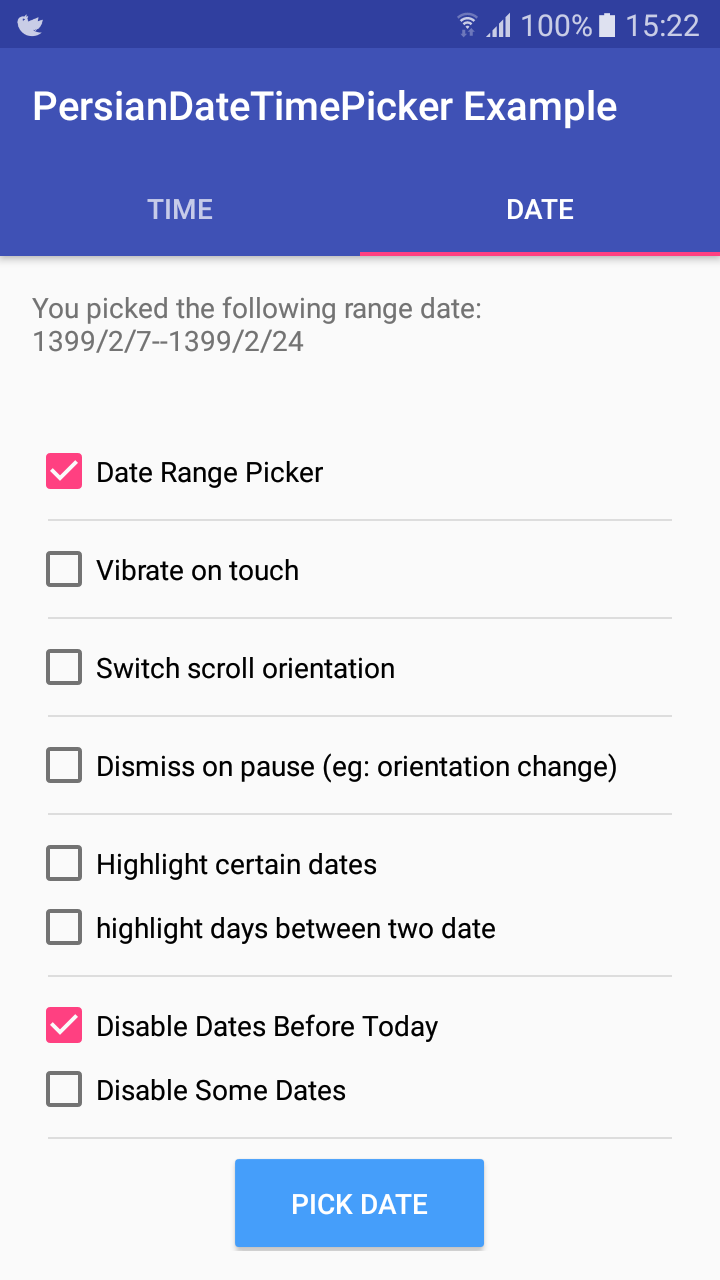 100% 15:22
PersianDateTimePicker Example
TIME DATE
You picked the following range date:
1399/2/7--1399/2/24
Date Range Picker
Vibrate on touch
Switch scroll orientation
Dismiss on pause (eg: orientation change)
Highlight certain dates
highlight days between two date
Disable Dates Before Today
Disable Some Dates
PICK DATE